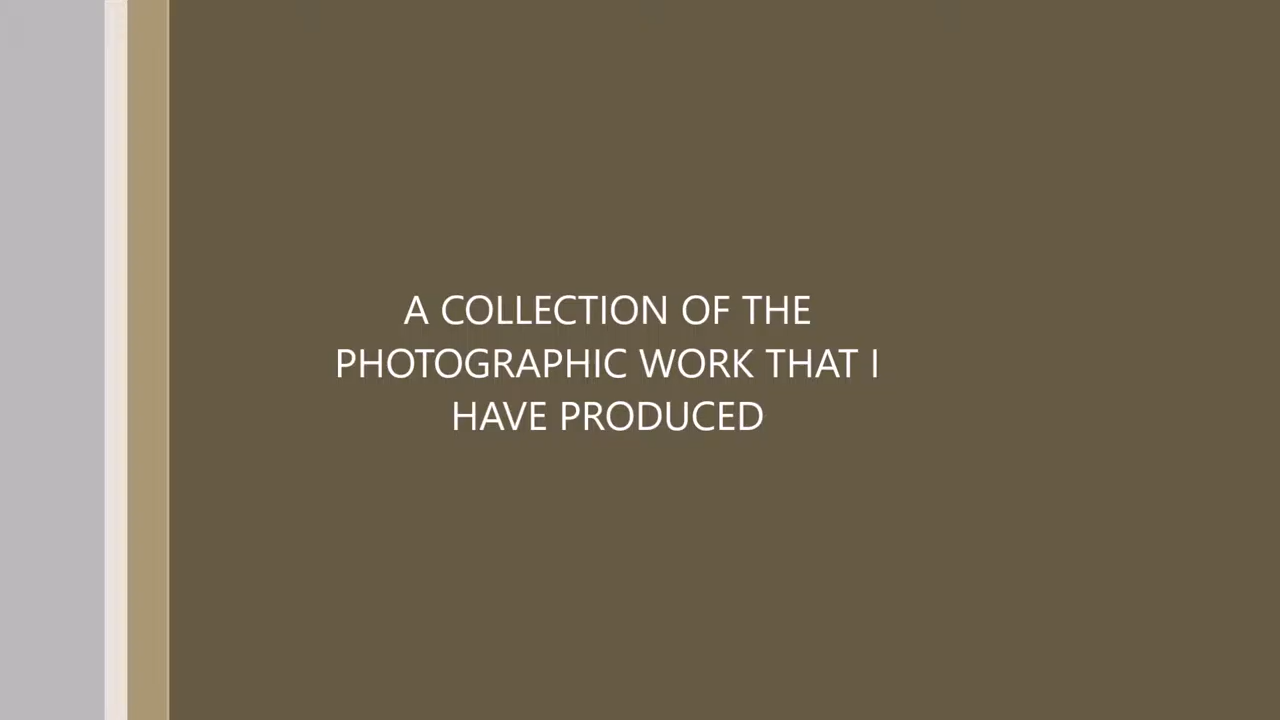 A COLLECTION OF THE
PHOTOGRAPHIC WORK THAT I
HAVE PRODUCED